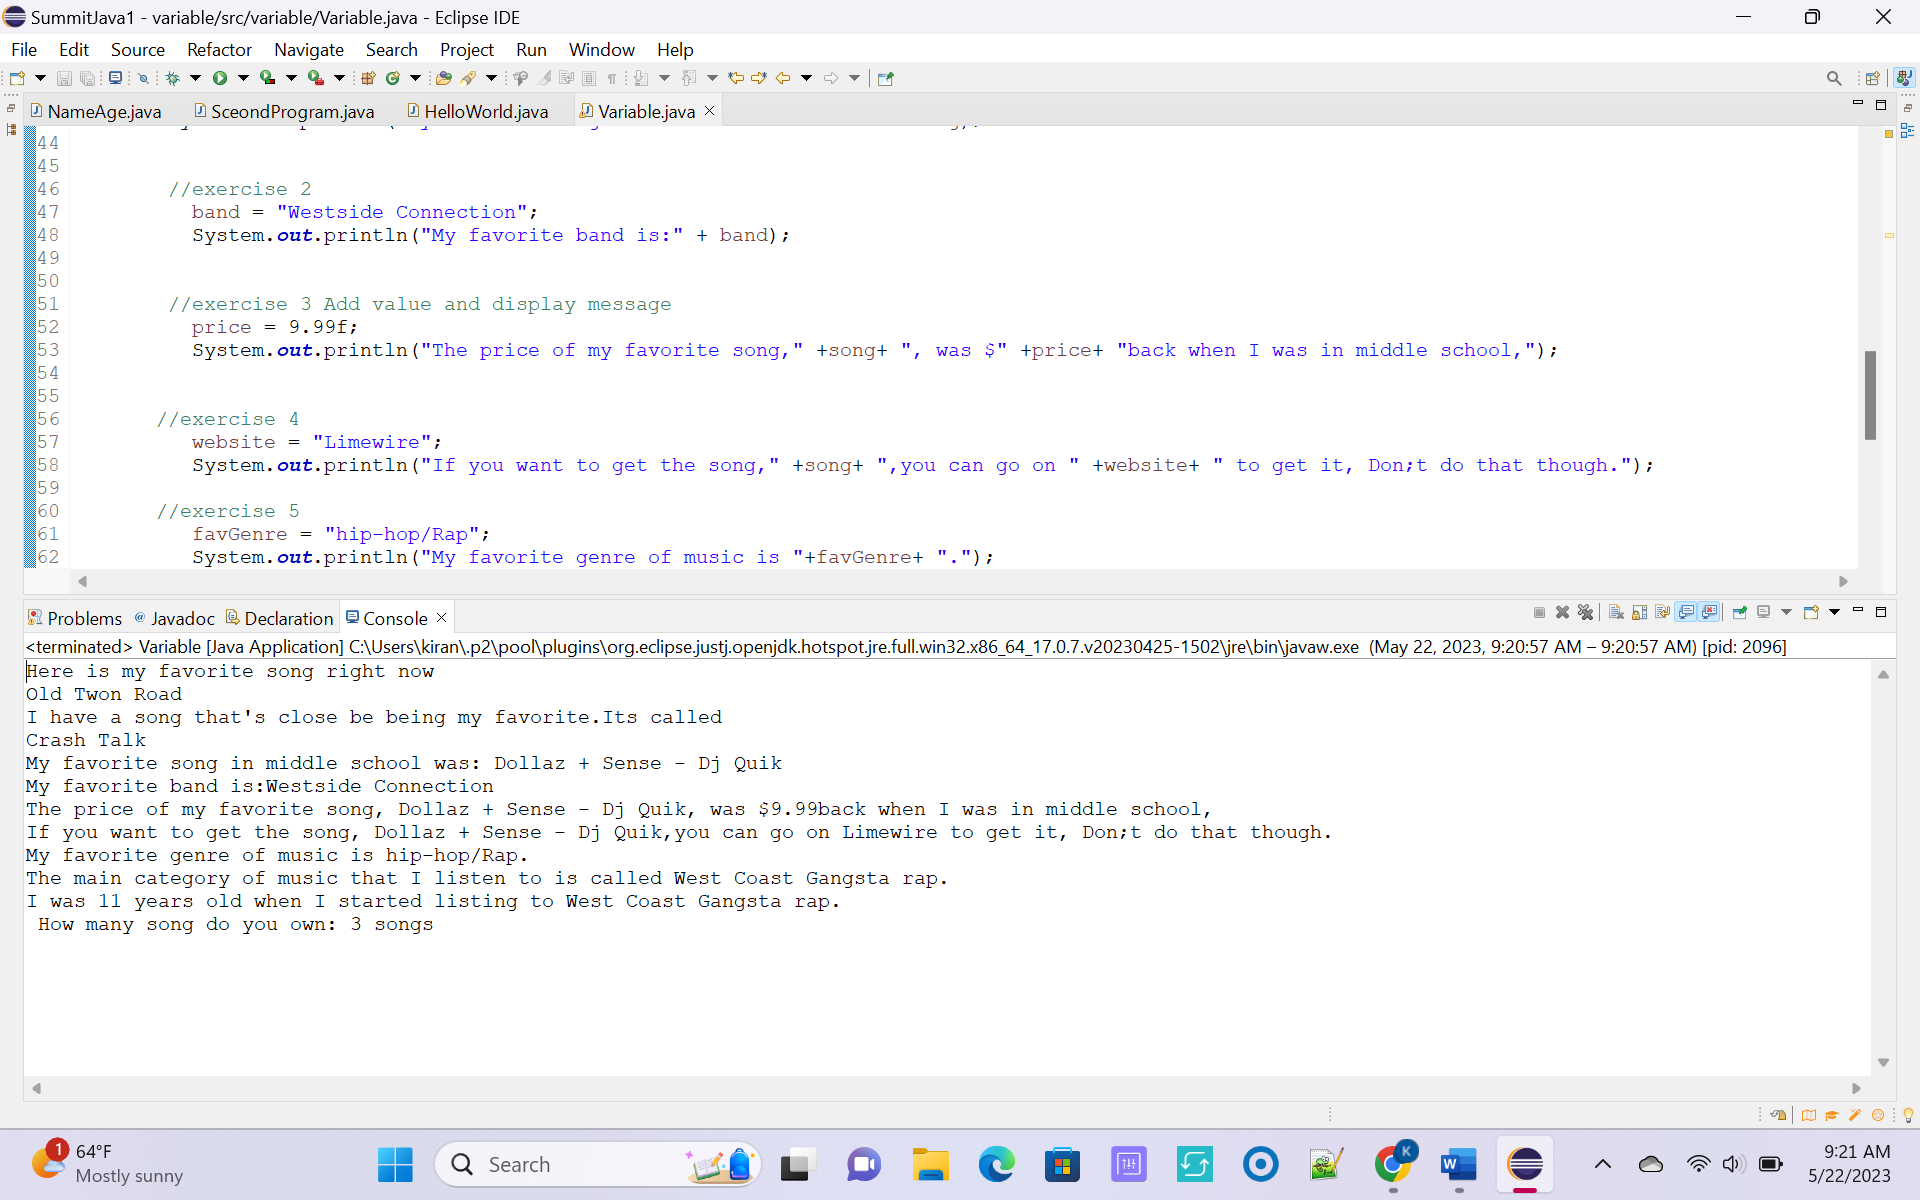 SummitJava1 - variable/src/variable/Variable.java - Eclipse IDE
File Edit Source Refactor Navigate Search Project Run Window Help
NameAge.java SceondProgram.java HelloWorld.java Variable.java
44
45
46 //exercise 2
47 band = "Westside Connection";
48 System.out.println("My favorite band is:" + band);
49
50
51 //exercise 3 Add value and display message
52 price = 9.99f;
53 System.out.println("The price of my favorite song," +song+ ", was $" +price+ "back when I was in middle school,");
54
55
56 //exercise 4
57 website = "Limewire";
58 System.out.println("If you want to get the song," +song+ ",you can go on " +website+ " to get it, Don;t do that though.");
59
60 //exercise 5
61 favGenre = "hip-hop/Rap";
62 System.out.println("My favorite genre of music is "+favGenre+ ".");
Problems @ Javadoc Declaration Console
<terminated> Variable [Java Application] C:\Users\kiran\.p2\pool\plugins\org.eclipse.justj.openjdk.hotspot.jre.full.win32.x86_64_17.0.7.v20230425-1502\jre\bin\javaw.exe (May 22, 2023, 9:20:57 AM – 9:20:57 AM) [pid: 2096]
Here is my favorite song right now
Old Twon Road
I have a song that's close be being my favorite.Its called
Crash Talk
My favorite song in middle school was: Dollaz + Sense - Dj Quik
My favorite band is:Westside Connection
The price of my favorite song, Dollaz + Sense - Dj Quik, was $9.99back when I was in middle school,
If you want to get the song, Dollaz + Sense - Dj Quik,you can go on Limewire to get it, Don;t do that though.
My favorite genre of music is hip-hop/Rap.
The main category of music that I listen to is called West Coast Gangsta rap.
I was 11 years old when I started listing to West Coast Gangsta rap.
How many song do you own: 3 songs
1
64°F
Mostly sunny
Search
K
W
9:21 AM
5/22/2023